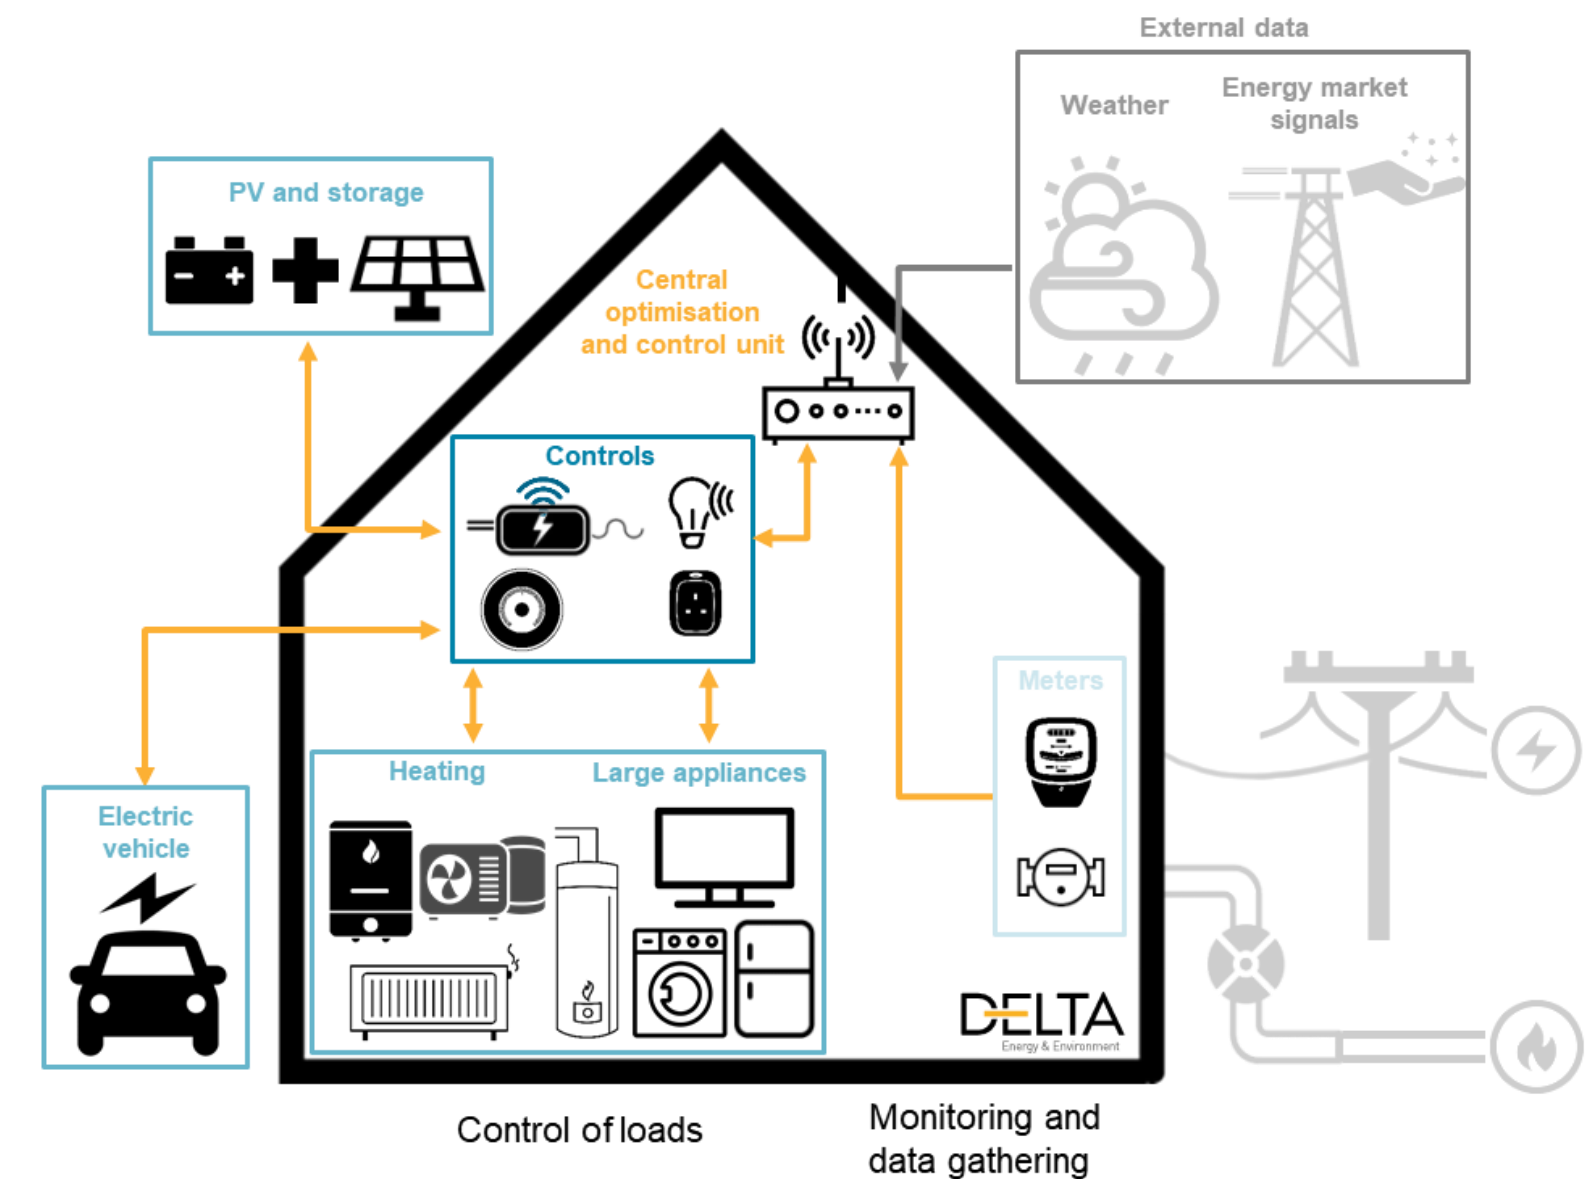 External data
Weather
Energy market
signals
PV and storage
Central
optimisation
and control unit
Controls
Meters
Heating
Large appliances
Electric
vehicle
DELTA
Energy & Environment
Control of loads
Monitoring and
data gathering